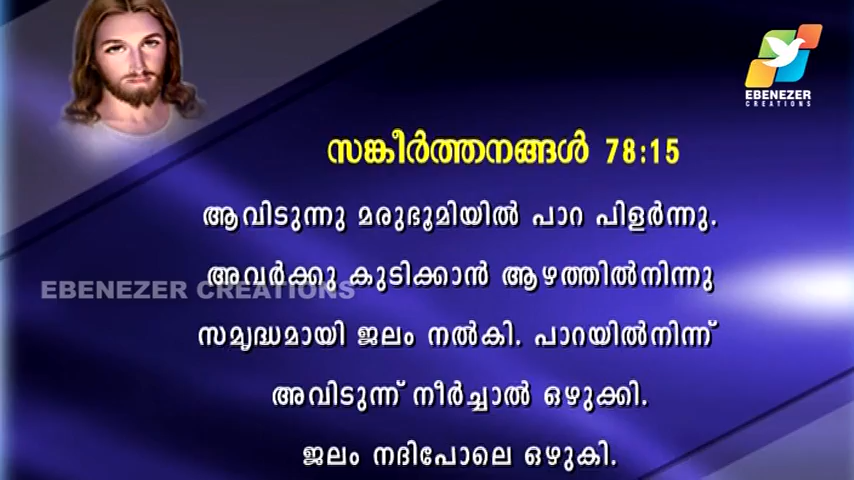 EBENEZER
CREATIONS
സങ്കീർത്തനങ്ങൾ 78:15
ആവിടുന്നു മരുഭൂമിയിൽ പാറ പിളർന്നു.
അവർക്കു കുടിക്കാൻ ആഴത്തിൽനിന്നു
EBENEZER CREATIONS
സമൃദ്ധമായി ജലം നൽകി. പാറയിൽനിന്ന്
അവിടുന്ന് നീർച്ചാൽ ഒഴുക്കി.
ജലം നദിപോലെ ഒഴുകി.